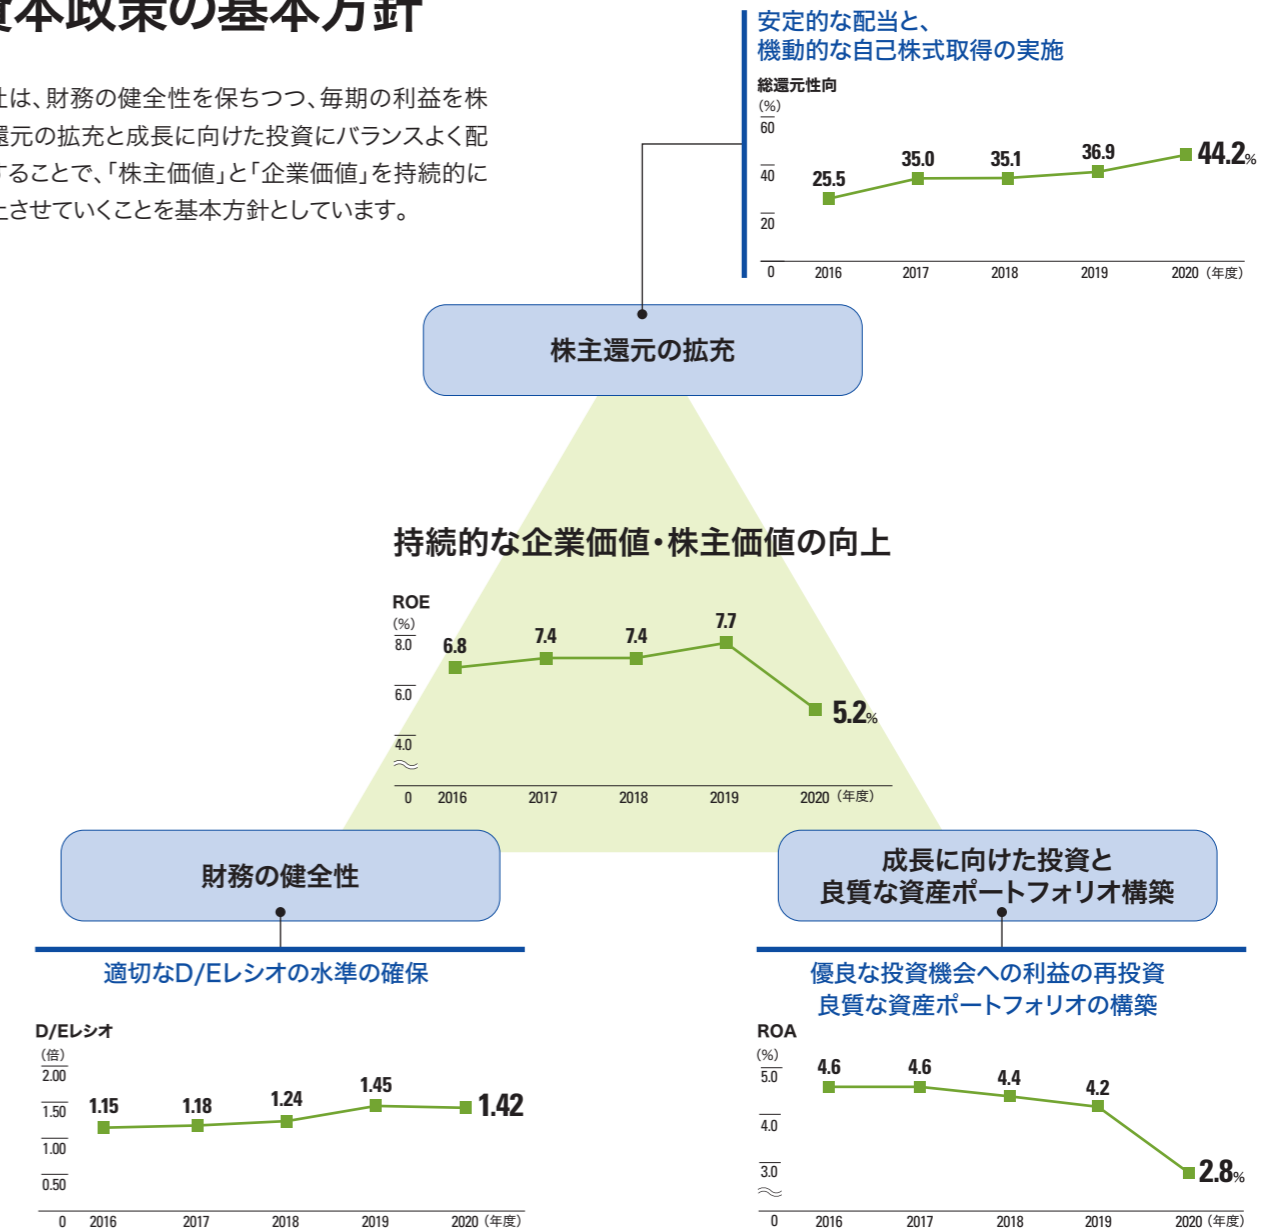 資本政策の基本方針
社は、財務の健全性を保ちつつ、毎期の利益を株
還元の拡充と成長に向けた投資にバランスよく配
することで、「株主価値」と「企業価値」を持続的に
上させていくことを基本方針としています。
安定的な配当と、
機動的な自己株式取得の実施
総還元性向
(%)
60
40
20
0
25.5
35.0
35.1
36.9
44.2%
2016 2017 2018 2019 2020 (年度)
株主還元の拡充
持続的な企業価値・株主価値の向上
ROE
(%)
8.0
6.0
4.0
0
6.8
7.4
7.4
7.7
5.2%
2016 2017 2018 2019 2020 (年度)
財務の健全性
適切なD/Eレシオの水準の確保
D/Eレシオ
(倍)
2.00
1.50
1.00
0.50
0
1.15
1.18
1.24
1.45
1.42
2016 2017 2018 2019 2020 (年度)
成長に向けた投資と
良質な資産ポートフォリオ構築
優良な投資機会への利益の再投資
良質な資産ポートフォリオの構築
ROA
(%)
5.0
4.0
3.0
0
4.6
4.6
4.4
4.2
2.8%
2016 2017 2018 2019 2020 (年度)